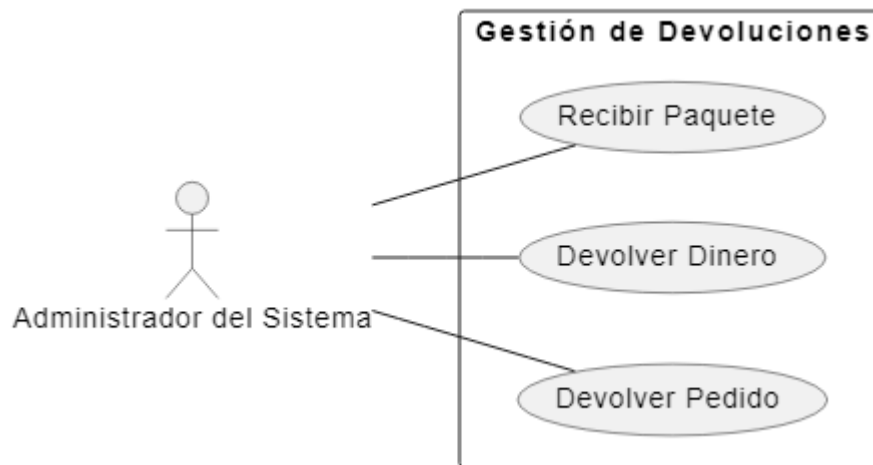 Gestión de Devoluciones
Recibir Paquete
Devolver Dinero
Administrador del Sistema
Devolver Pedido